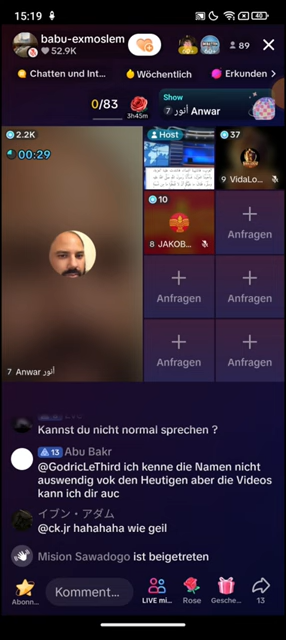 15:19
40
babu-exmoslem
52.9K
89
Chatten und Int...
Wöchentlich
Erkunden
0/83
3h45m
Show
7 أنور Anwar
2.2K
00:29
Host
37
9 VidaLo...
10
8 JAKOB...
Anfragen
Anfragen
Anfragen
Anfragen
Anfragen
7 Anwar أنور
Kannst du nicht normal sprechen ?
13 Abu Bakr
@GodricLeThird ich kenne die Namen nicht
auswendig vok den Heutigen aber die Videos
kann ich dir auc
イブン・アダム
@ck.jr hahahaha wie geil
Mision Sawadogo ist beigetreten
Abonn...
Komment...
LIVE mi...
Rose
Gesche...
13